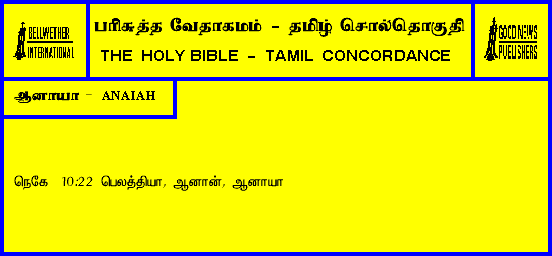 BELLWETHER
INTERNATIONAL
பரிசுத்த வேதாகமம் - தமிழ் சொல்தொகுதி
THE HOLY BIBLE - TAMIL CONCORDANCE
GOOD NEWS
PUBLISHERS
ஆனாயா - ANAIAH
நெகே 10:22 பெலத்தியா, ஆனான், ஆனாயா